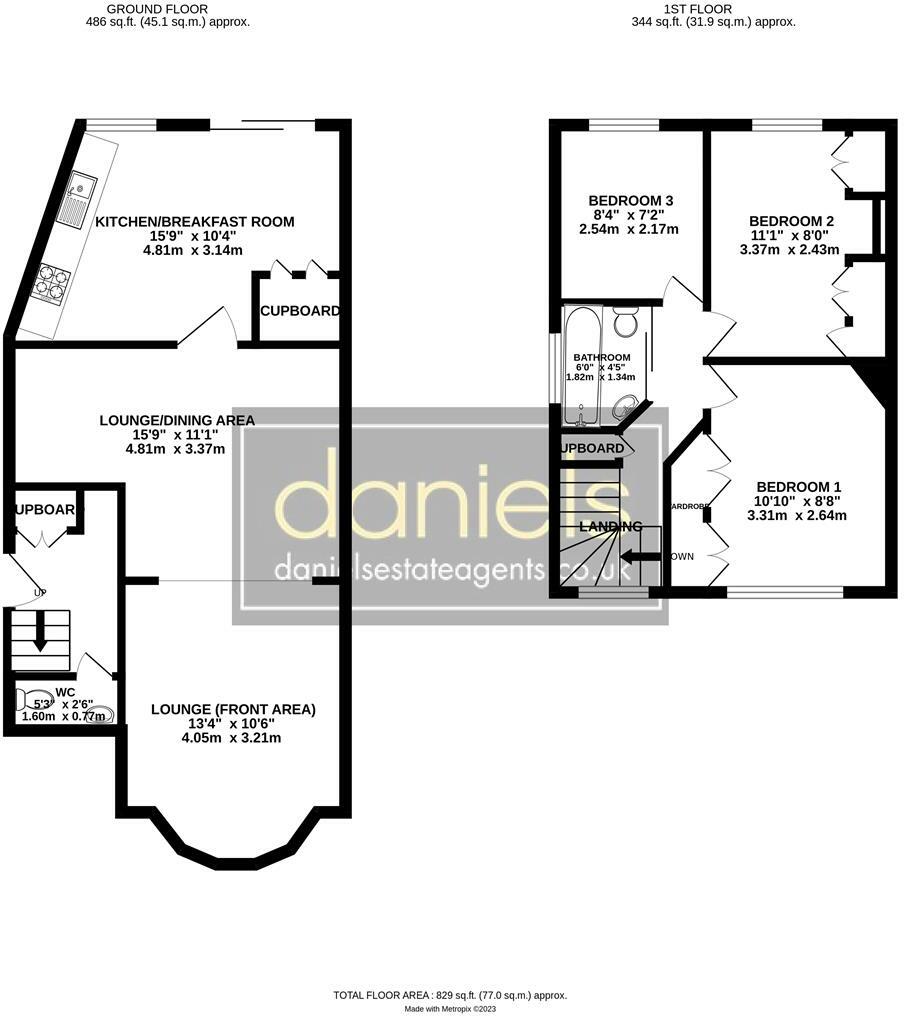 GROUND FLOOR
486 sq.ft. (45.1 sq.m.) approx.
1ST FLOOR
344 sq.ft. (31.9 sq.m.) approx.
KITCHEN/BREAKFAST ROOM
15'9" x 10'4"
4.81m x 3.14m
CUPBOARD
LOUNGE/DINING AREA
15'9" x 11'1"
4.81m x 3.37m
UPBOAR
UP
WC
5'3" x 2'6"
1.60m x 0.77m
LOUNGE (FRONT AREA)
13'4" x 10'6"
4.05m x 3.21m
BEDROOM 3
8'4" x 7'2"
2.54m x 2.17m
BEDROOM 2
11'1" x 8'0"
3.37m x 2.43m
BATHROOM
6'0" x 4'5"
1.82m x 1.34m
UPBOARD
LANDING
OWN
ARDROBE
BEDROOM 1
10'10" x 8'8"
3.31m x 2.64m
daniels
danielsestateagents.co.uk
TOTAL FLOOR AREA : 829 sq.ft. (77.0 sq.m.) approx.
Made with Metropix ©2023